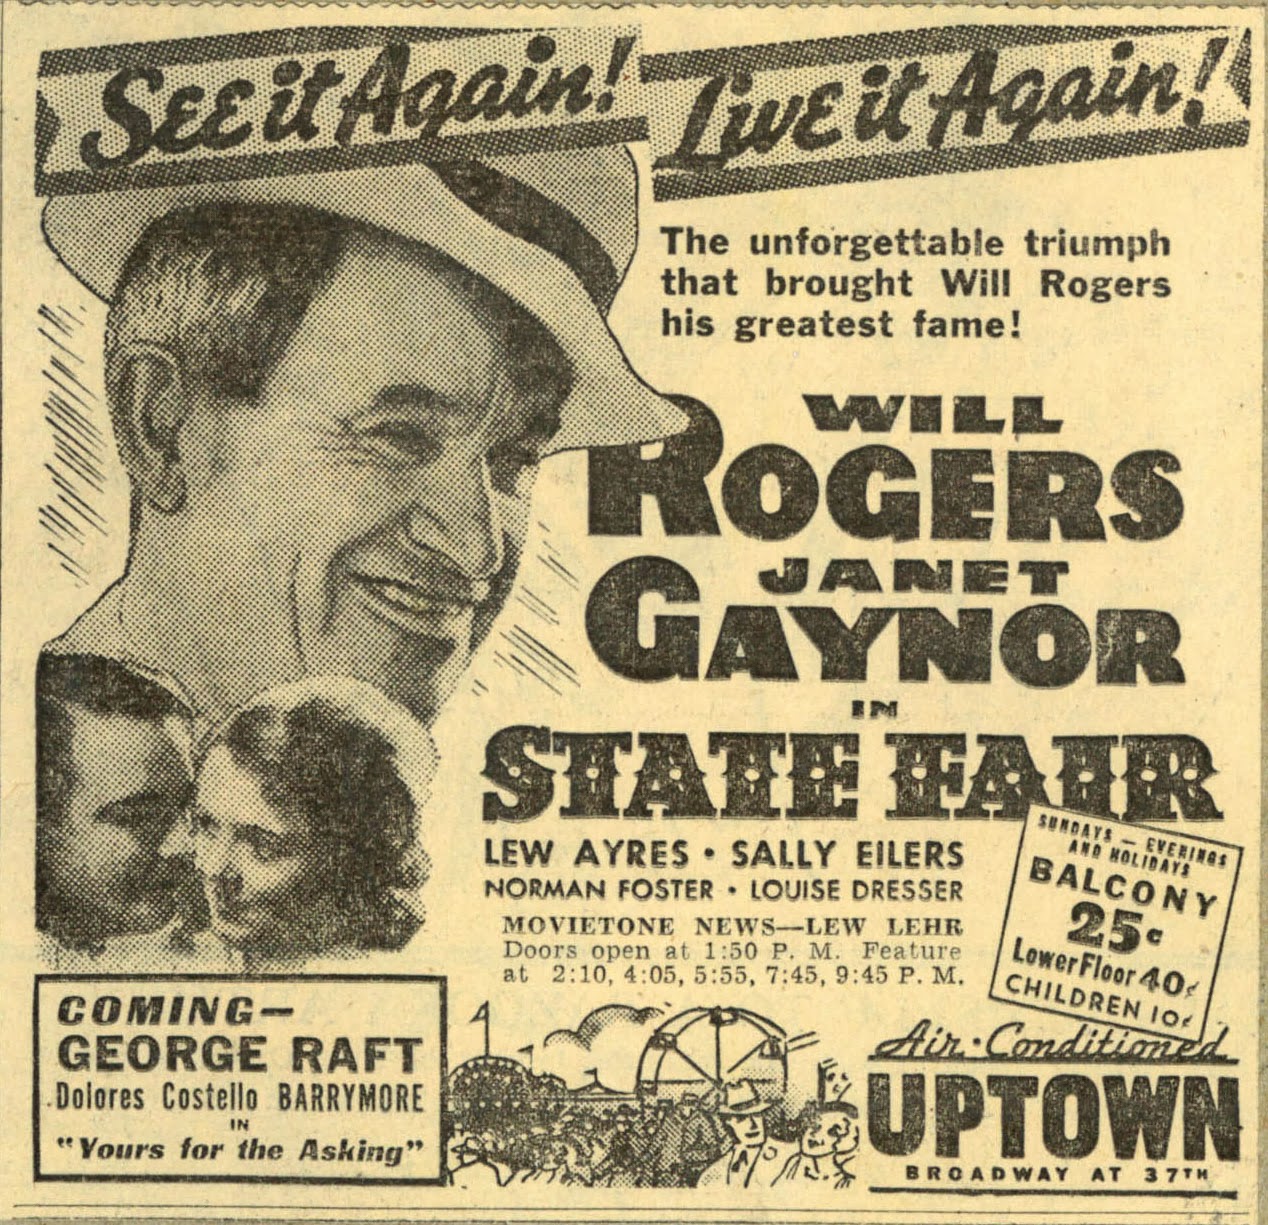 See it Again!
Live it Again!
The unforgettable triumph
that brought Will Rogers
his greatest fame!
WILL
ROGERS
JANET
GAYNOR
IN
STATE FAIR
LEW AYRES • SALLY EILERS
NORMAN FOSTER • LOUISE DRESSER
MOVIETONE NEWS—LEW LEHR
Doors open at 1:50 P. M. Feature
at 2:10, 4:05, 5:55, 7:45, 9:45 P. M.
SUNDAYS — EVENINGS
AND HOLIDAYS
BALCONY
25¢
Lower Floor 40¢
CHILDREN 10¢
COMING—
GEORGE RAFT
Dolores Costello BARRYMORE
IN
"Yours for the Asking"
Air-Conditioned
UPTOWN
BROADWAY AT 37TH